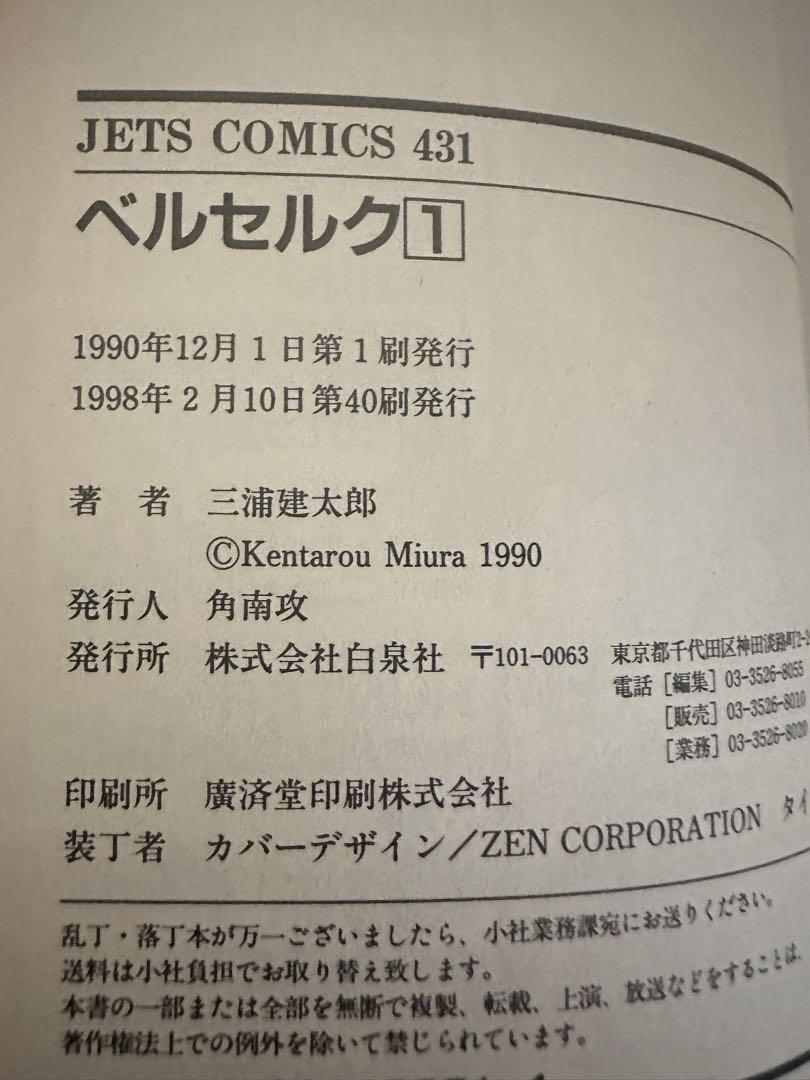 JETS COMICS 431
ベルセルク1
1990年12月1日第1刷発行
1998年2月10日第40刷発行
著　者　三浦建太郎
©Kentarou Miura 1990
発行人　角南攻
発行所　株式会社白泉社　〒101-0063　東京都千代田区神田淡路町2-
電話［編集］03-3526-8055
［販売］03-3526-8010
［業務］03-3526-8020
印刷所　廣済堂印刷株式会社
装丁者　カバーデザイン／ZEN CORPORATION　タイ
乱丁・落丁本が万一ございましたら、小社業務課宛にお送りください。
送料は小社負担でお取り替え致します。
本書の一部または全部を無断で複製、転載、上演、放送などをすることは、
著作権法上での例外を除いて禁じられています。